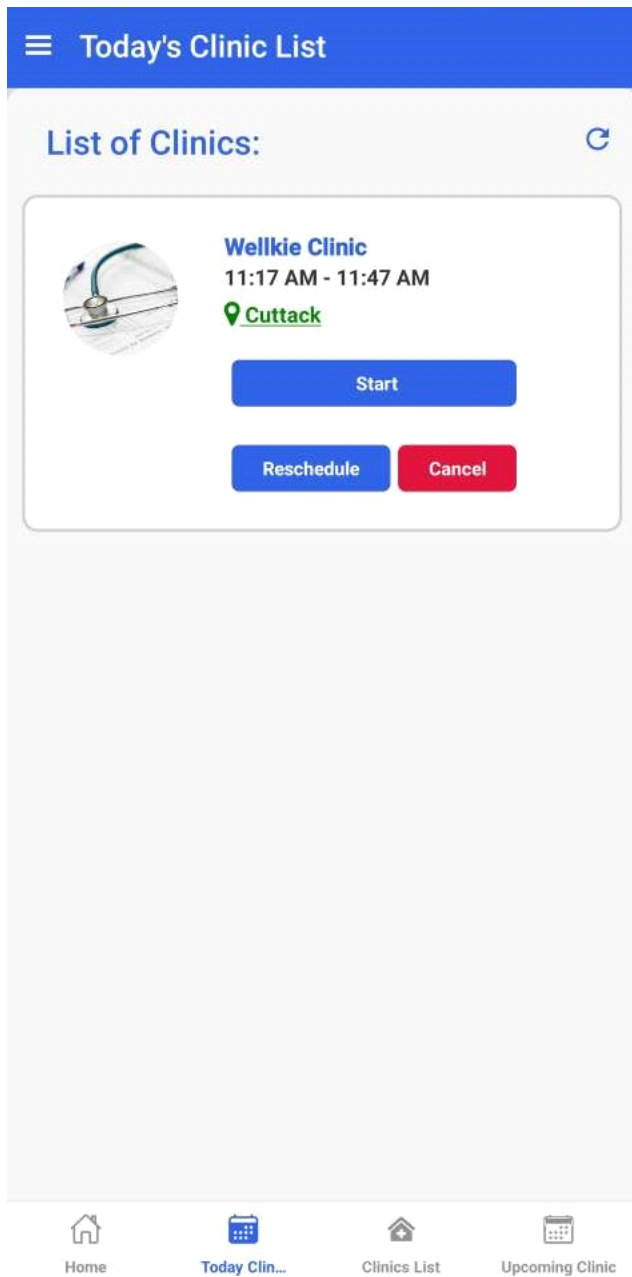 Today's Clinic List
List of Clinics:
Wellkie Clinic
11:17 AM - 11:47 AM
Cuttack
Start
Reschedule Cancel
Home Today Clin... Clinics List Upcoming Clinic